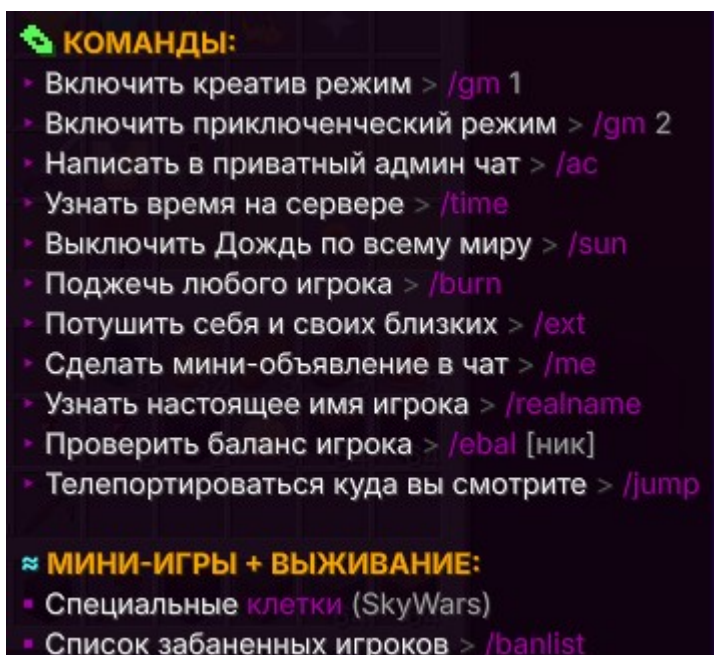 КОМАНДЫ:
‣ Включить креатив режим > /gm 1
‣ Включить приключенческий режим > /gm 2
‣ Написать в приватный админ чат > /ac
‣ Узнать время на сервере > /time
‣ Выключить Дождь по всему миру > /sun
‣ Поджечь любого игрока > /burn
‣ Потушить себя и своих близких > /ext
‣ Сделать мини-объявление в чат > /me
‣ Узнать настоящее имя игрока > /realname
‣ Проверить баланс игрока > /ebal [ник]
‣ Телепортироваться куда вы смотрите > /jump
≈ МИНИ-ИГРЫ + ВЫЖИВАНИЕ:
▪ Специальные клетки (SkyWars)
▪ Список забаненных игроков > /banlist